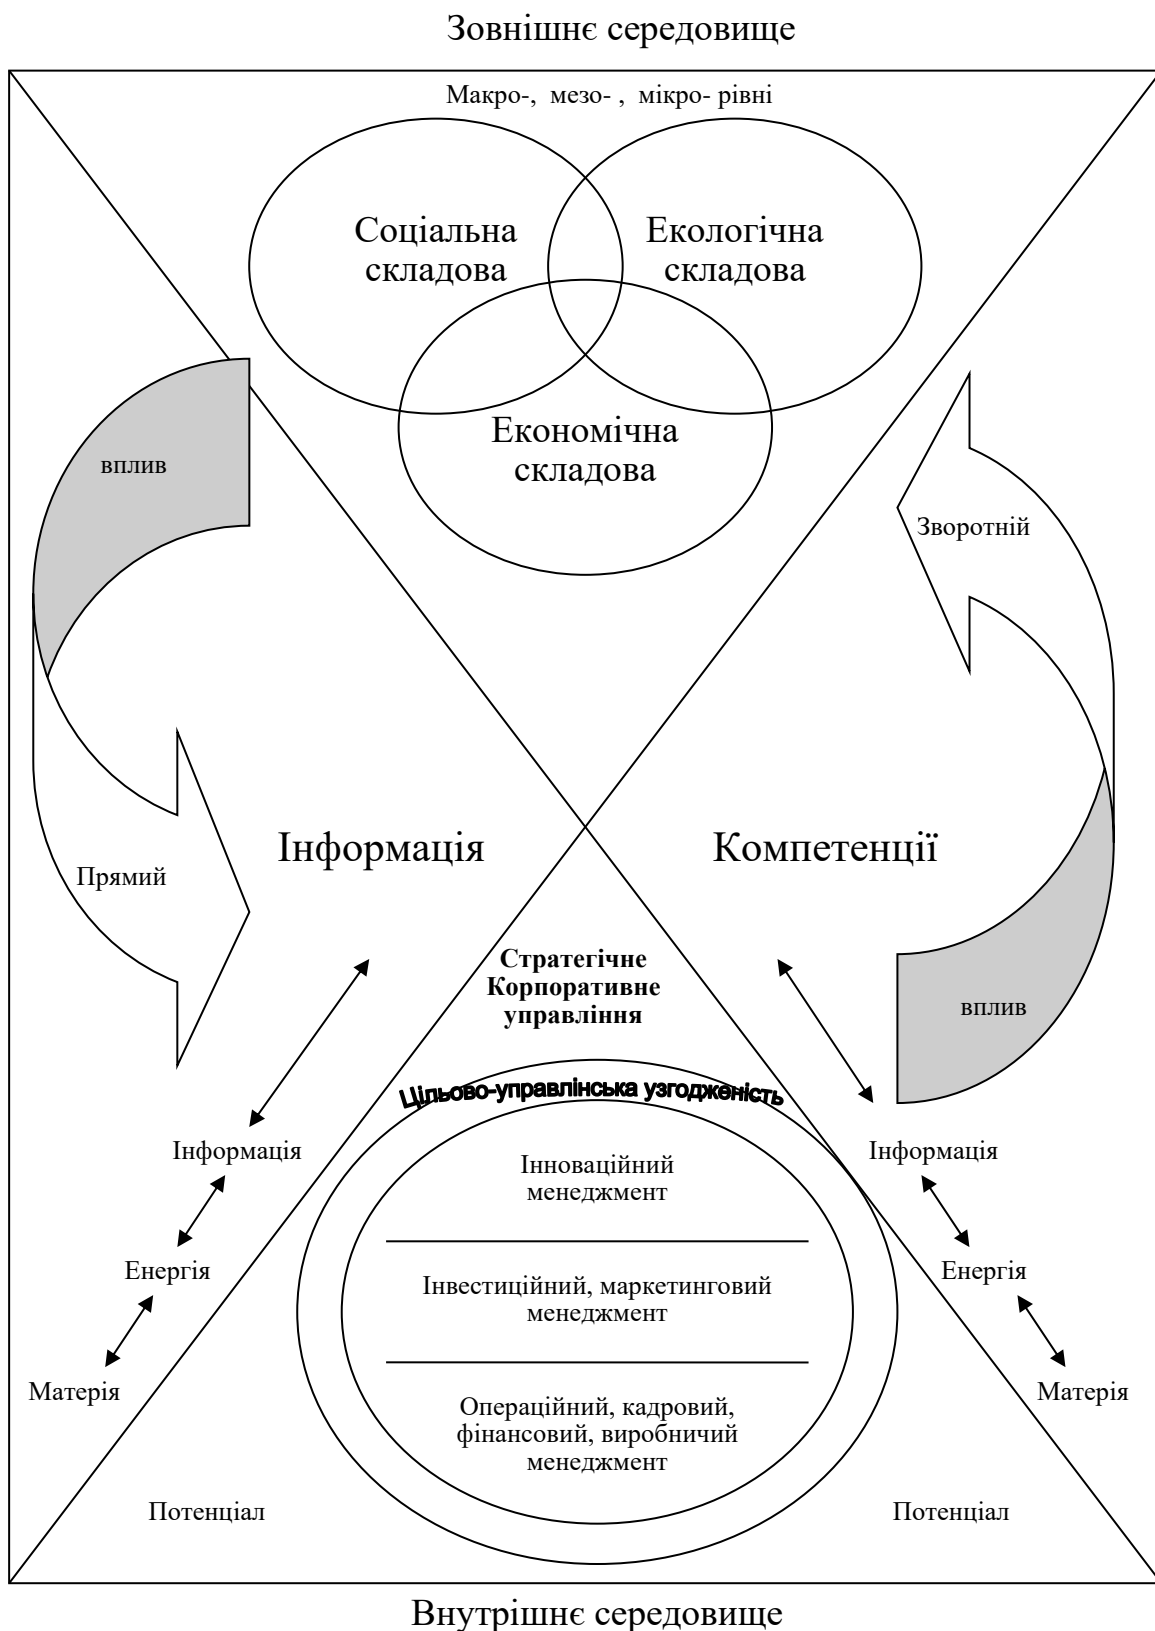 Зовнішнє середовище
Макро-, мезо- , мікро- рівні
Соціальна
складова
Екологічна
складова
Економічна
складова
вплив
Зворотній
Інформація
Компетенції
Прямий
Стратегічне
Корпоративне
управління
вплив
Цільово-управлінська узгодженість
Інформація
Інноваційний
менеджмент
Інформація
Енергія
Інвестиційний, маркетинговий
менеджмент
Енергія
Матерія
Операційний, кадровий,
фінансовий, виробничий
менеджмент
Матерія
Потенціал
Потенціал
Внутрішнє середовище